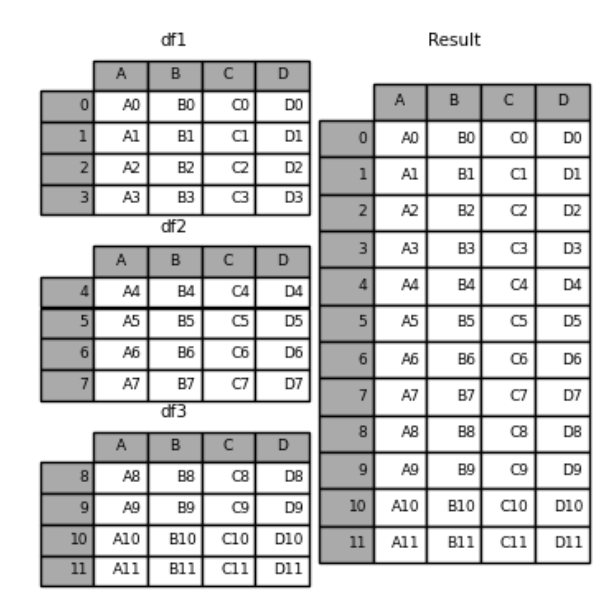 df1
A B C D
0 A0 B0 C0 D0
1 A1 B1 C1 D1
2 A2 B2 C2 D2
3 A3 B3 C3 D3
df2
A B C D
4 A4 B4 C4 D4
5 A5 B5 C5 D5
6 A6 B6 C6 D6
7 A7 B7 C7 D7
df3
A B C D
8 A8 B8 C8 D8
9 A9 B9 C9 D9
10 A10 B10 C10 D10
11 A11 B11 C11 D11
Result
A B C D
0 A0 B0 C0 D0
1 A1 B1 C1 D1
2 A2 B2 C2 D2
3 A3 B3 C3 D3
4 A4 B4 C4 D4
5 A5 B5 C5 D5
6 A6 B6 C6 D6
7 A7 B7 C7 D7
8 A8 B8 C8 D8
9 A9 B9 C9 D9
10 A10 B10 C10 D10
11 A11 B11 C11 D11